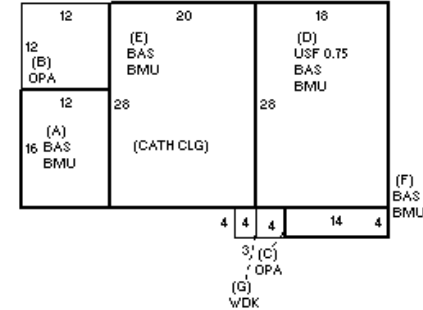 12 20 18
12 (E) (D)
(B) BAS USF 0.75
OPA BMU BAS
BMU
12 28 28
(A)
16 BAS (CATH CLG)
BMU
(F)
BAS
BMU
4 4 4 14 4
3 (C)
OPA
(G)
WDK